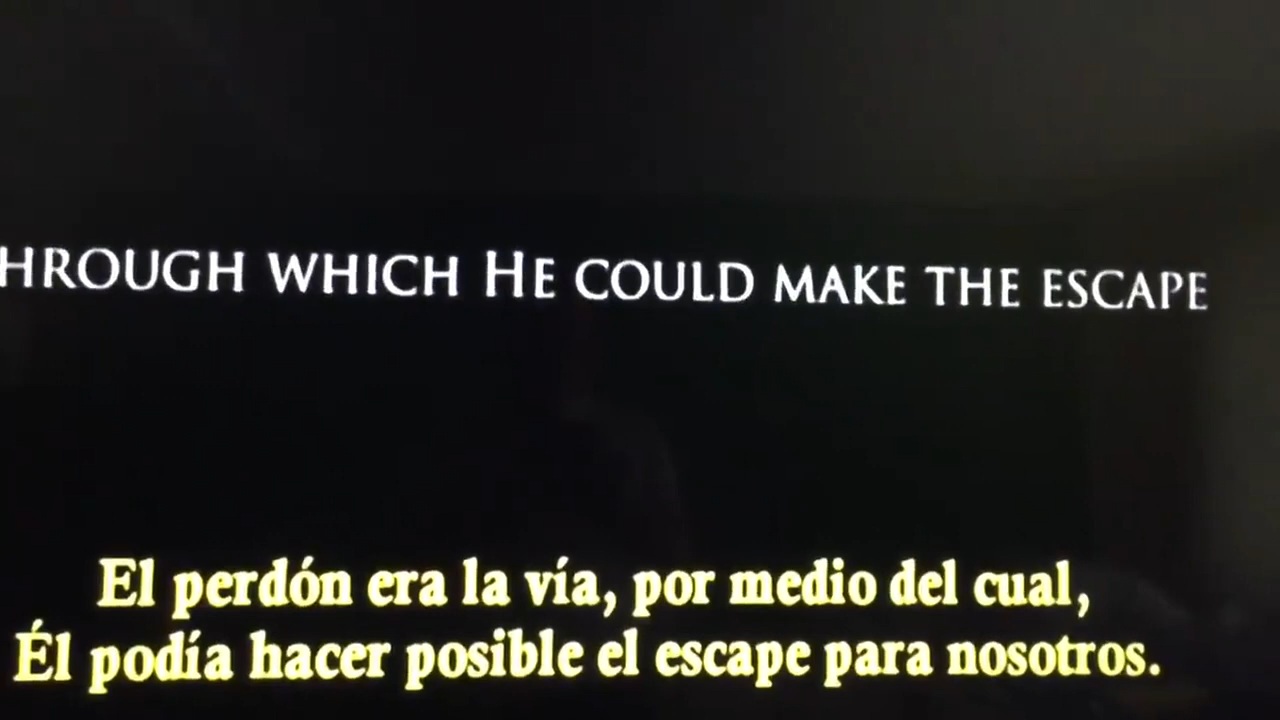 HROUGH WHICH HE COULD MAKE THE ESCAPE
El perdón era la vía, por medio del cual,
Él podía hacer posible el escape para nosotros.